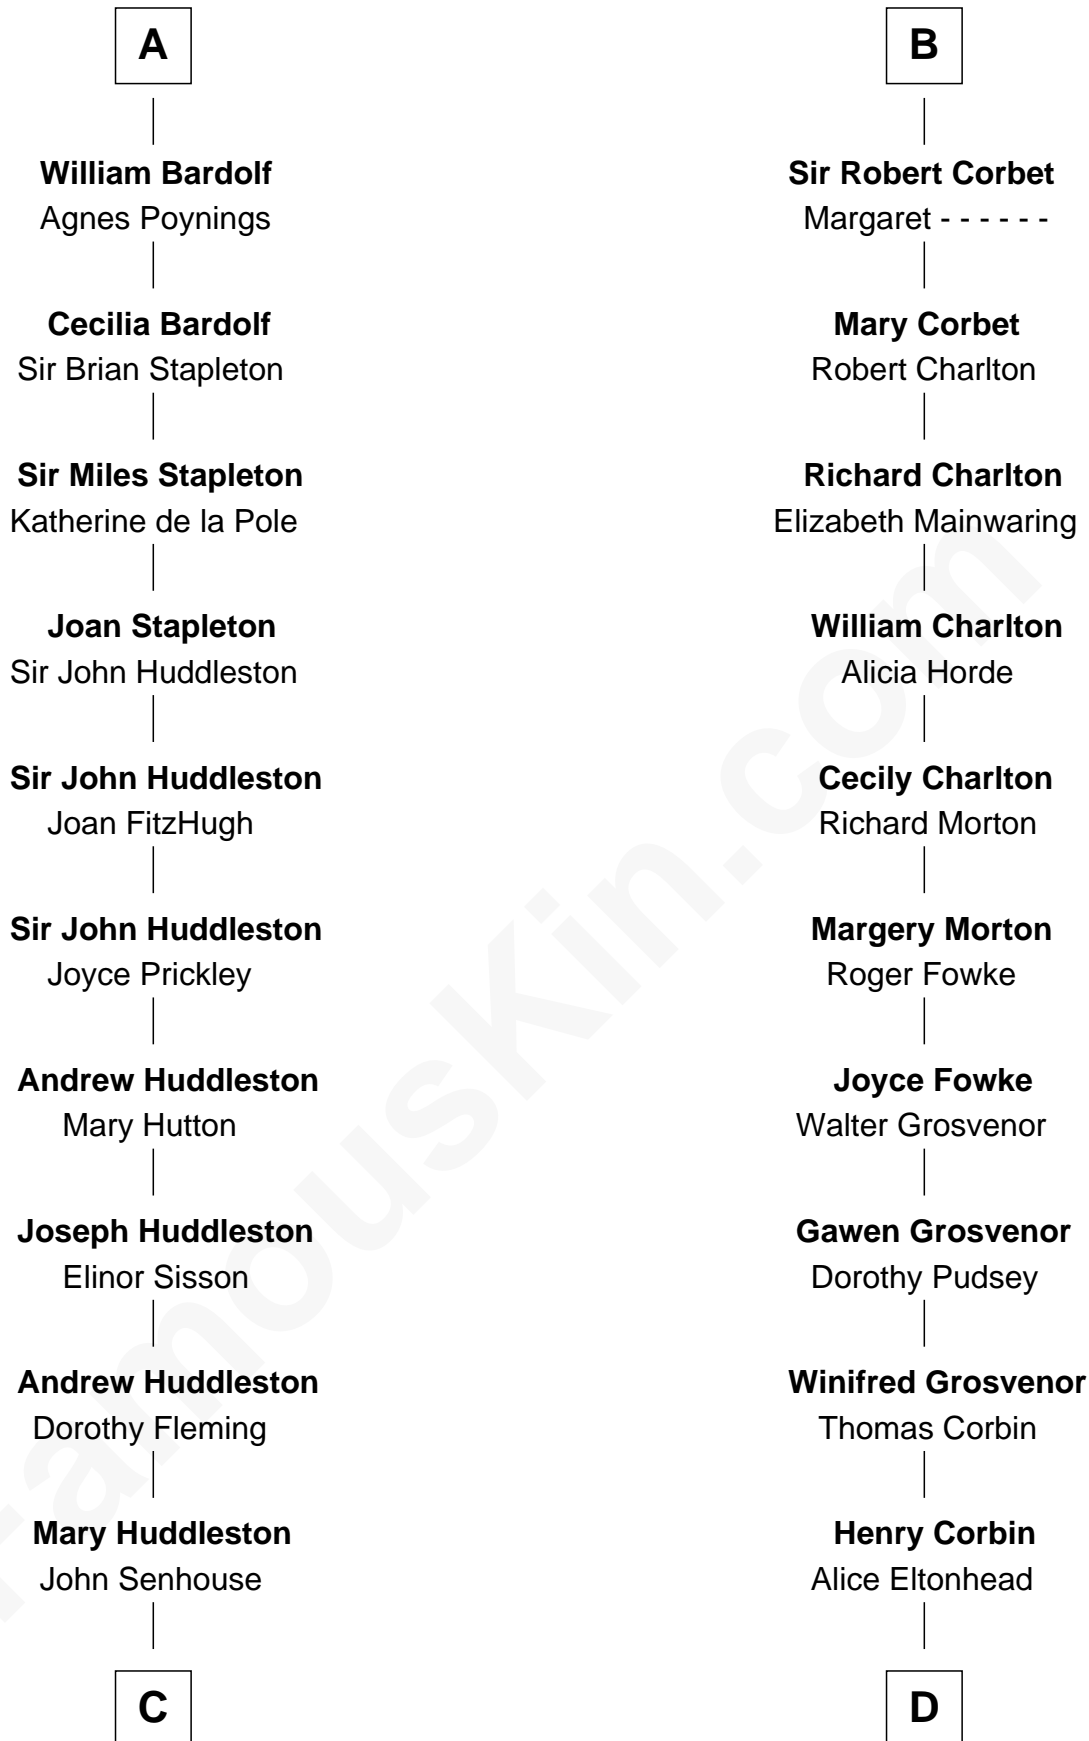 A
William Bardolf
Agnes Poynings
Cecilia Bardolf
Sir Brian Stapleton
Sir Miles Stapleton
Katherine de la Pole
Joan Stapleton
Sir John Huddleston
Sir John Huddleston
Joan FitzHugh
Sir John Huddleston
Joyce Prickley
Andrew Huddleston
Mary Hutton
Joseph Huddleston
Elinor Sisson
Andrew Huddleston
Dorothy Fleming
Mary Huddleston
John Senhouse
C
B
Sir Robert Corbet
Margaret - - - - - -
Mary Corbet
Robert Charlton
Richard Charlton
Elizabeth Mainwaring
William Charlton
Alicia Horde
Cecily Charlton
Richard Morton
Margery Morton
Roger Fowke
Joyce Fowke
Walter Grosvenor
Gawen Grosvenor
Dorothy Pudsey
Winifred Grosvenor
Thomas Corbin
Henry Corbin
Alice Eltonhead
D
FamousKin.com